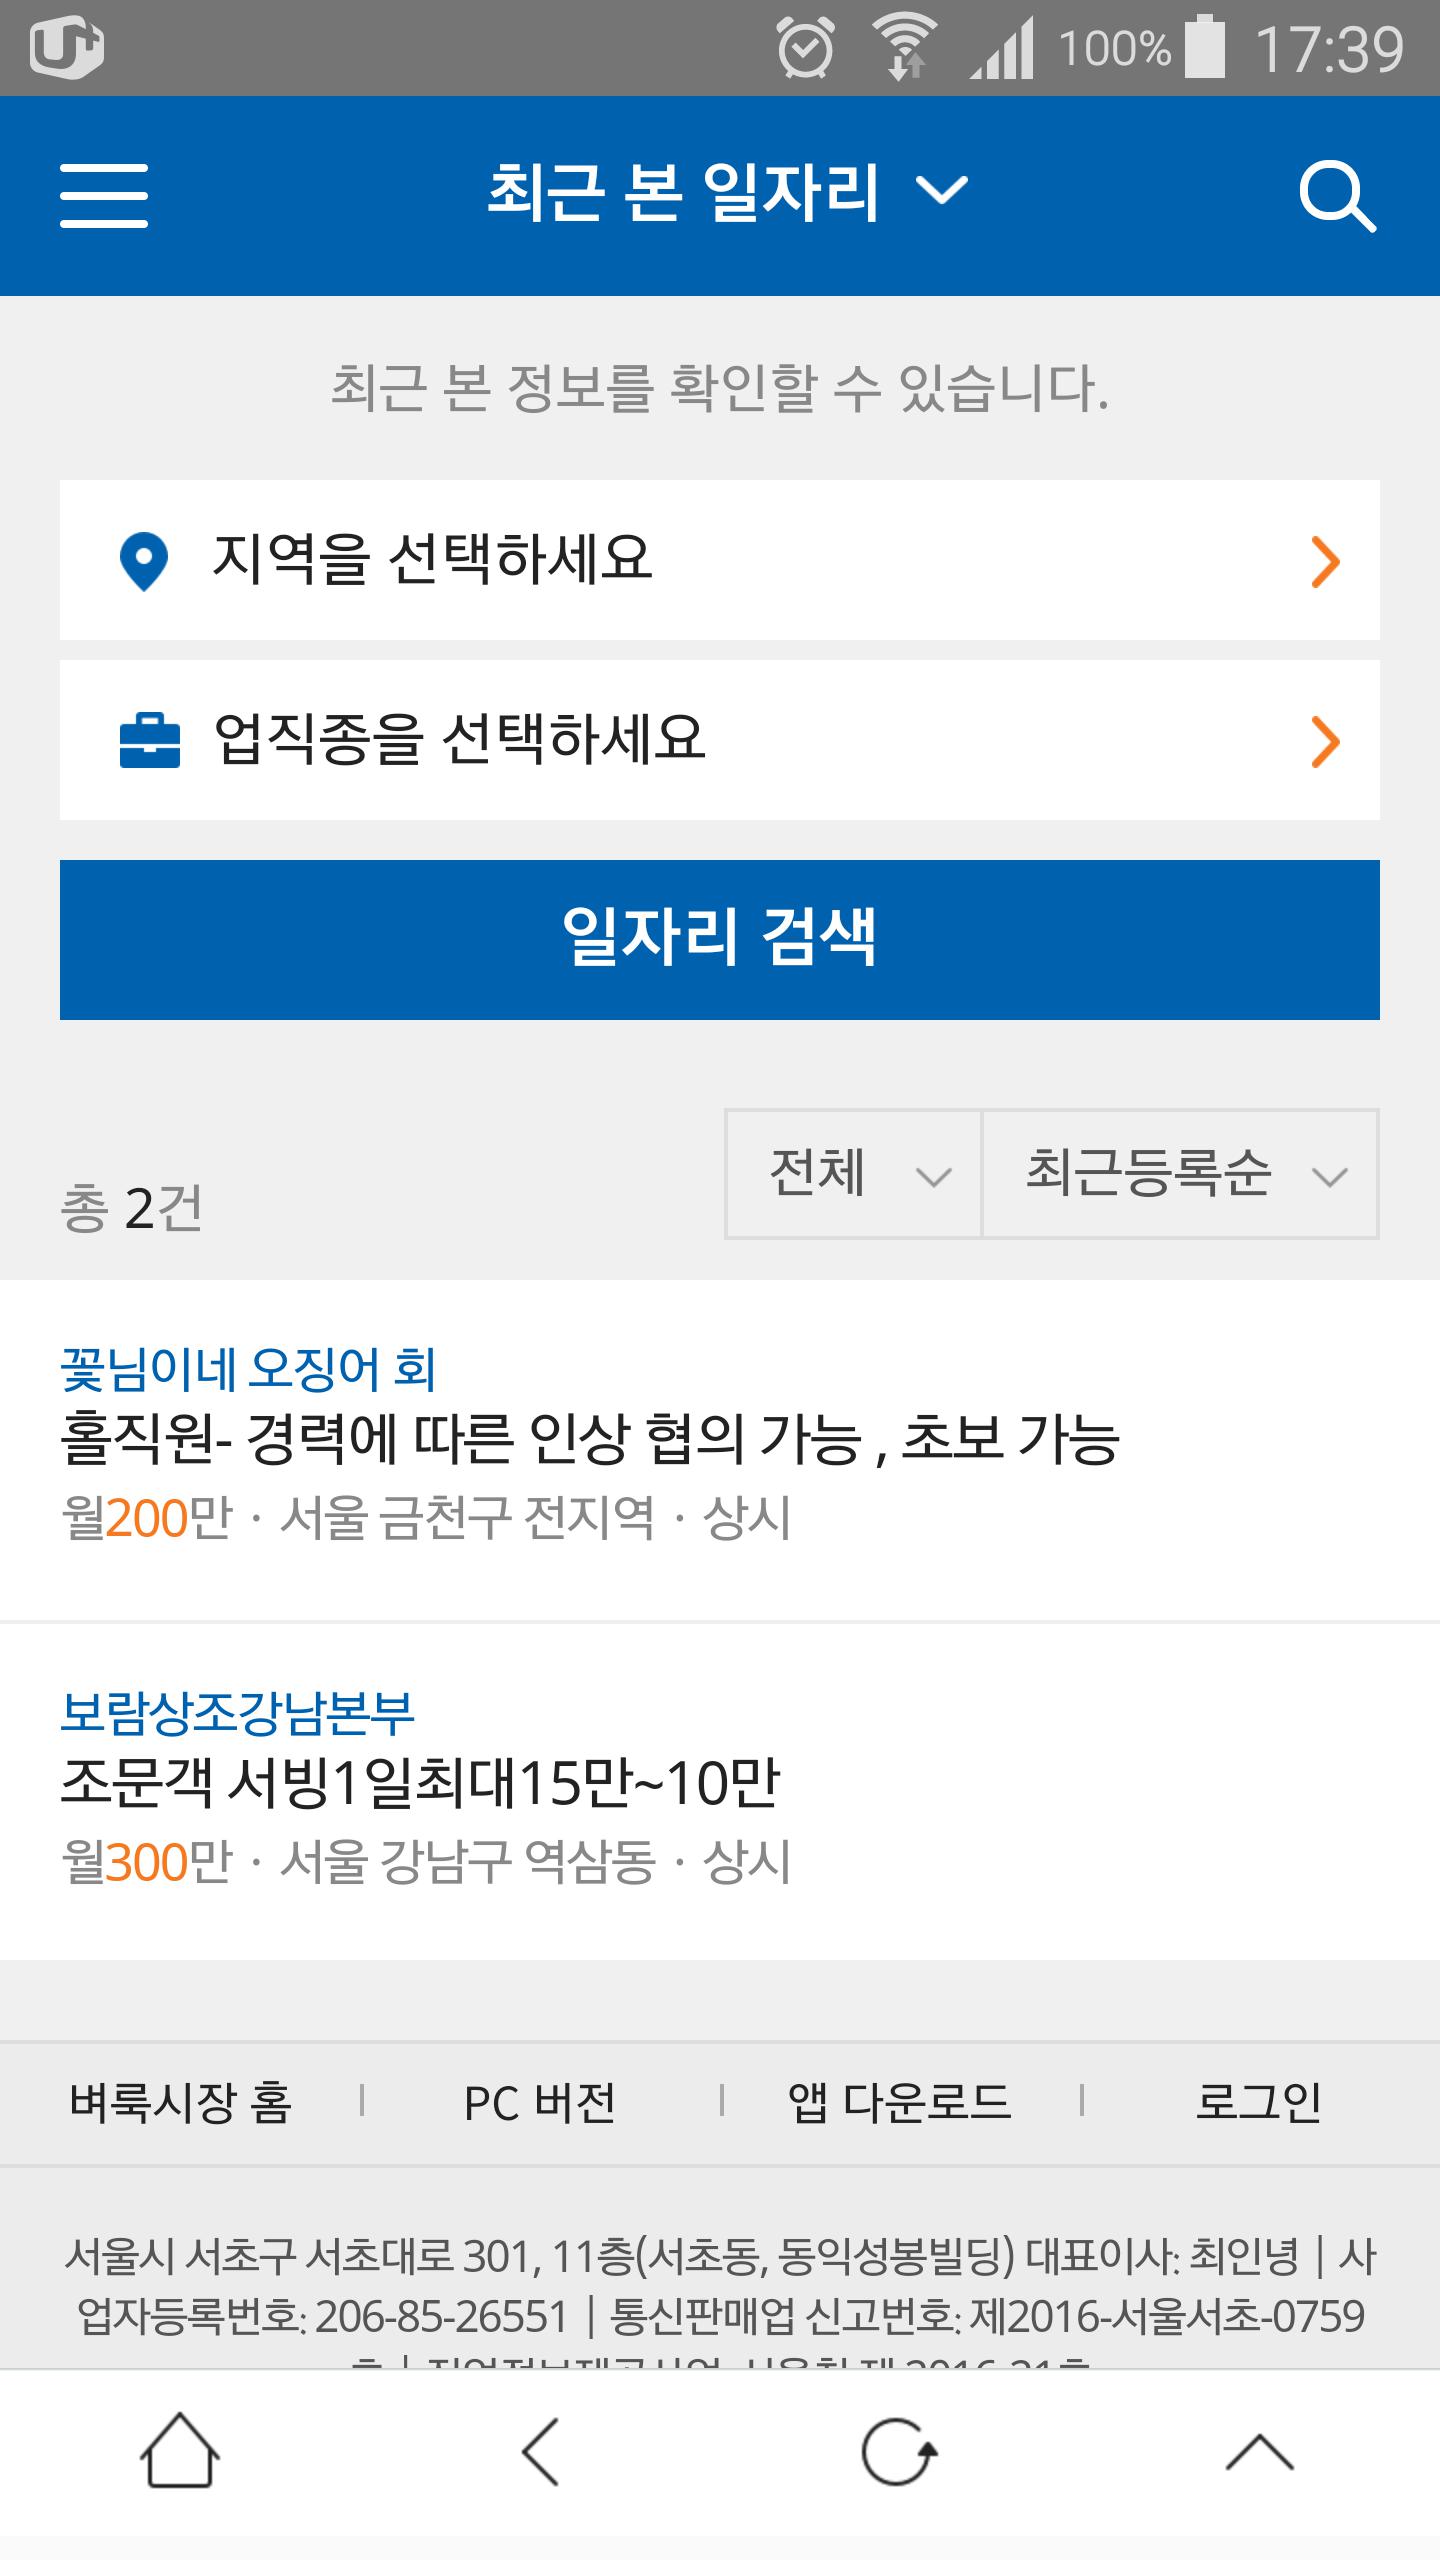 U+
100% 17:39
최근 본 일자리
최근 본 정보를 확인할 수 있습니다.
지역을 선택하세요
업직종을 선택하세요
일자리 검색
총 2건
전체 최근등록순
꽃님이네 오징어 회
홀직원- 경력에 따른 인상 협의 가능 , 초보 가능
월200만 · 서울 금천구 전지역 · 상시
보람상조강남본부
조문객 서빙1일최대15만~10만
월300만 · 서울 강남구 역삼동 · 상시
벼룩시장 홈 | PC 버전 | 앱 다운로드 | 로그인
서울시 서초구 서초대로 301, 11층(서초동, 동익성봉빌딩) 대표이사: 최인녕 | 사
업자등록번호: 206-85-26551 | 통신판매업 신고번호: 제2016-서울서초-0759